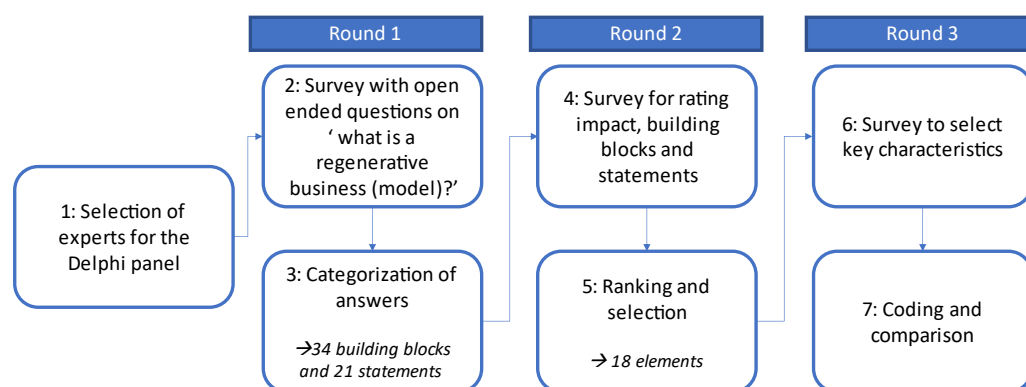 Round 1
Round 2
Round 3
1: Selection of
experts for the
Delphi panel
2: Survey with open
ended questions on
‘ what is a
regenerative
business (model)?’
3: Categorization of
answers
→34 building blocks
and 21 statements
4: Survey for rating
impact, building
blocks and
statements
5: Ranking and
selection
→ 18 elements
6: Survey to select
key characteristics
7: Coding and
comparison